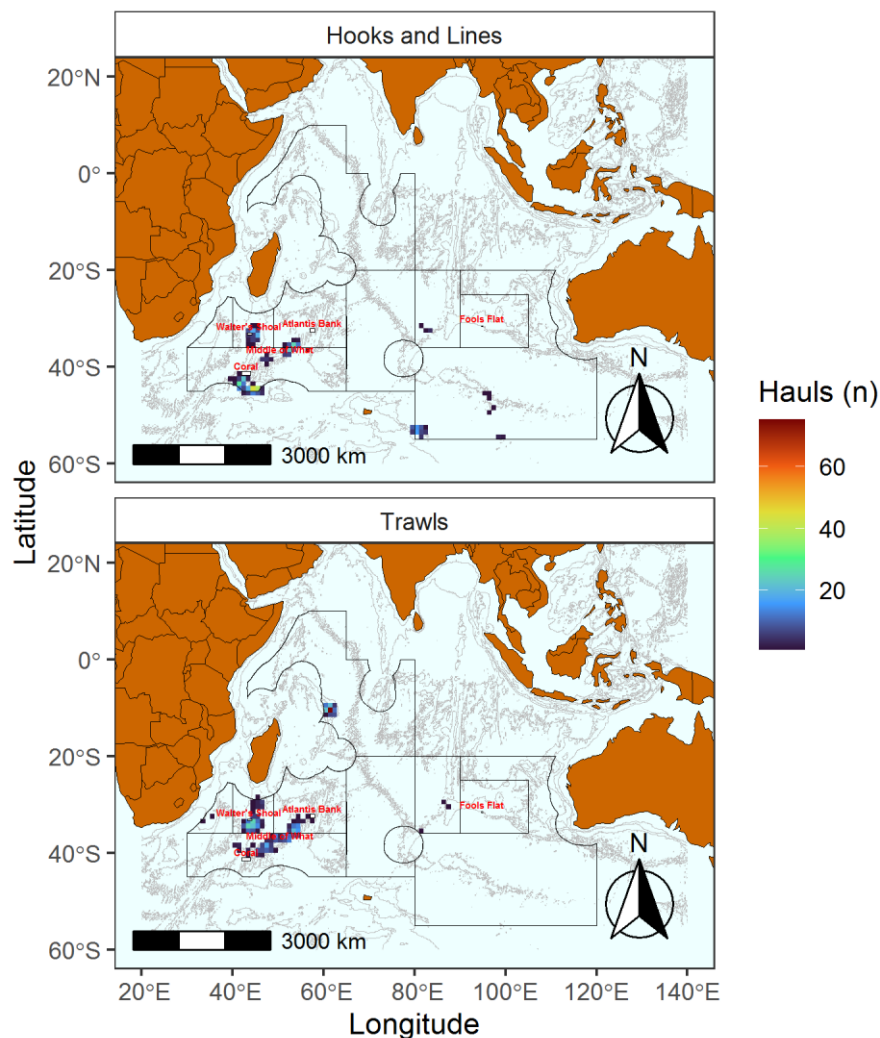 Hooks and Lines
20°N
0°
20°S
40°S
60°S
Walter's Shoal
Atlantis Bank
Middle of What
Coral
Fools Flat
N
3000 km
Latitude
Hauls (n)
60
40
20
Trawls
20°N
0°
20°S
40°S
60°S
Walter's Shoal
Atlantis Bank
Middle of What
Coral
Fools Flat
N
3000 km
20°E
40°E
60°E
80°E
100°E
120°E
140°E
Longitude